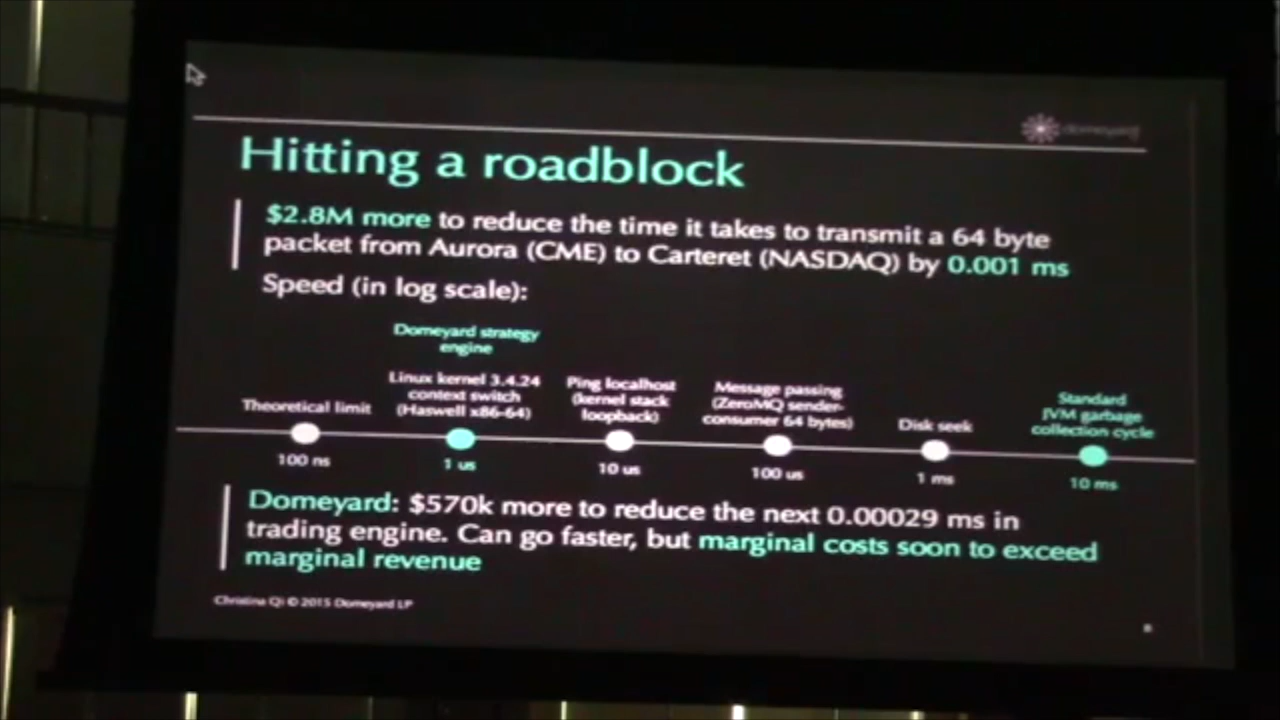 domeyard
Hitting a roadblock
$2.8M more to reduce the time it takes to transmit a 64 byte
packet from Aurora (CME) to Carteret (NASDAQ) by 0.001 ms
Speed (in log scale):
Domeyard strategy
engine
Theoretical limit
100 ns
Linux kernel 3.4.24
context switch
(Haswell x86-64)
1 us
Ping localhost
(kernel stack
loopback)
10 us
Message passing
(ZeroMQ sender-
consumer 64 bytes)
100 us
Disk seek
1 ms
Standard
JVM garbage
collection cycle
10 ms
Domeyard: $570k more to reduce the next 0.00029 ms in
trading engine. Can go faster, but marginal costs soon to exceed
marginal revenue
Christina Qi © 2015 Domeyard LP